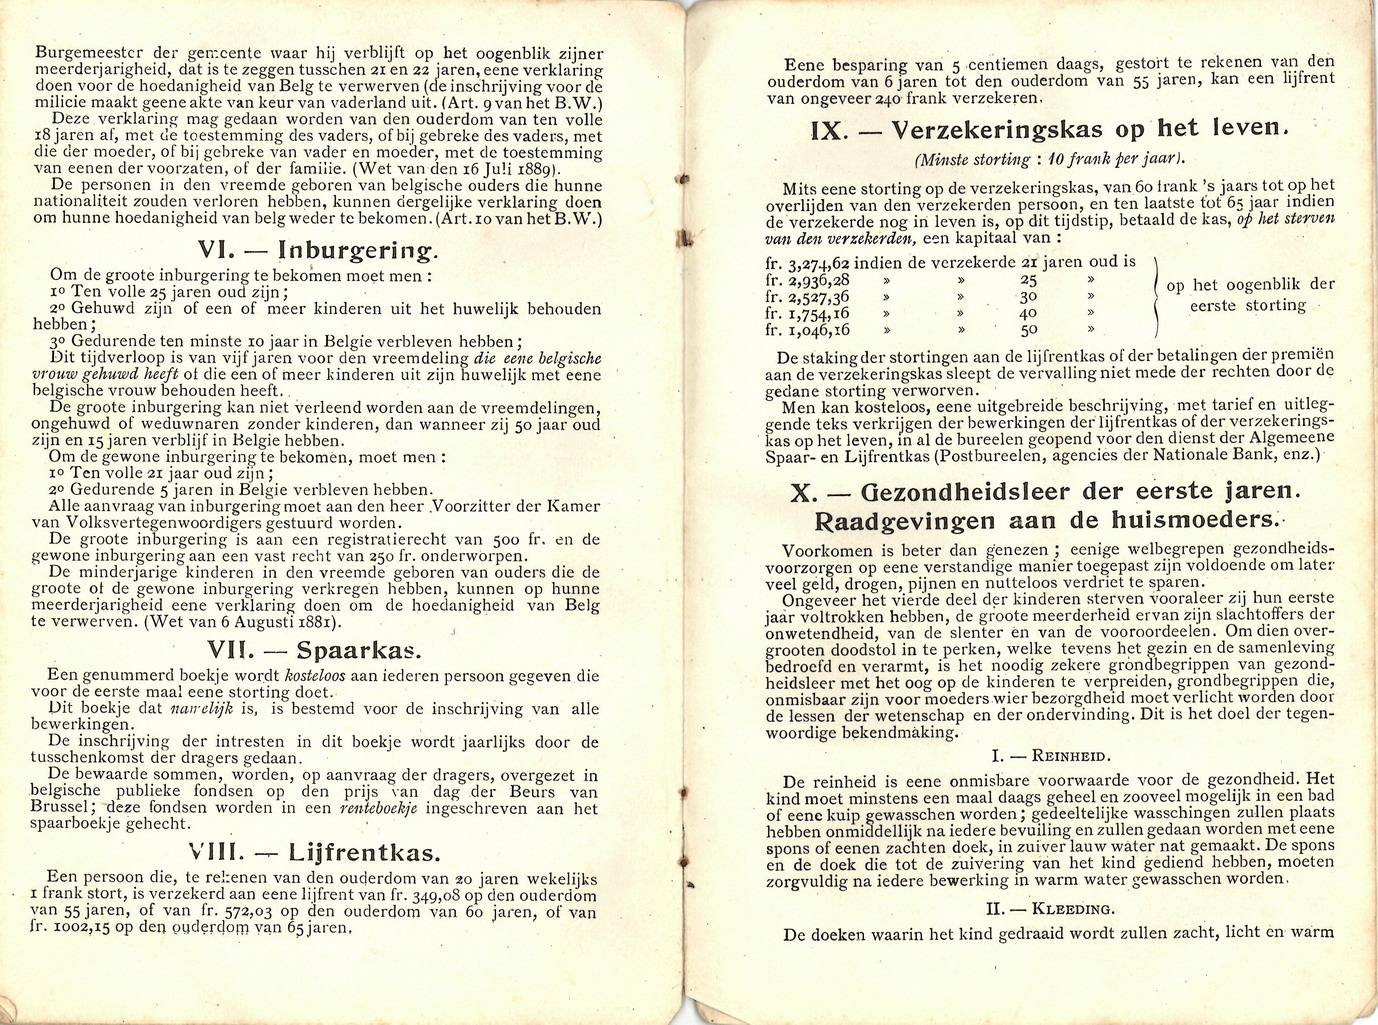 Burgemeester der gemeente waar hij verblijft op het oogenblik zijner
meerderjarigheid, dat is te zeggen tusschen 21 en 22 jaren, eene verklaring
doen voor de hoedanigheid van Belg te verwerven (de inschrijving voor de
milicie maakt geene akte van keur van vaderland uit. (Art. 9 van het B.W.)
Deze verklaring mag gedaan worden van den ouderdom van ten volle
18 jaren af, met de toestemming des vaders, of bij gebreke des vaders, met
die der moeder, of bij gebreke van vader en moeder, met de toestemming
van eenen der voorzaten, of der familie. (Wet van den 16 Juli 1889).
De personen in den vreemde geboren van belgische ouders die hunne
nationaliteit zouden verloren hebben, kunnen dergelijke verklaring doen
om hunne hoedanigheid van belg weder te bekomen. (Art. 10 van het B.W.)
VI. — Inburgering.
Om de groote inburgering te bekomen moet men :
1º Ten volle 25 jaren oud zijn ;
2º Gehuwd zijn of een of meer kinderen uit het huwelijk behouden
hebben ;
3º Gedurende ten minste 10 jaar in Belgie verbleven hebben ;
Dit tijdverloop is van vijf jaren voor den vreemdeling die eene belgische
vrouw gehuwd heeft of die een of meer kinderen uit zijn huwelijk met eene
belgische vrouw behouden heeft.
De groote inburgering kan niet verleend worden aan de vreemdelingen,
ongehuwd of weduwnaren zonder kinderen, dan wanneer zij 50 jaar oud
zijn en 15 jaren verblijf in Belgie hebben.
Om de gewone inburgering te bekomen, moet men :
1º Ten volle 21 jaar oud zijn ;
2º Gedurende 5 jaren in Belgie verbleven hebben.
Alle aanvraag van inburgering moet aan den heer Voorzitter der Kamer
van Volksvertegenwoordigers gestuurd worden.
De groote inburgering is aan een registratierecht van 500 fr. en de
gewone inburgering aan een vast recht van 250 fr. onderworpen.
De minderjarige kinderen in den vreemde geboren van ouders die de
groote of de gewone inburgering verkregen hebben, kunnen op hunne
meerderjarigheid eene verklaring doen om de hoedanigheid van Belg
te verwerven. (Wet van 6 Augusti 1881).
VII. — Spaarkas.
Een genummerd boekje wordt kosteloos aan iederen persoon gegeven die
voor de eerste maal eene storting doet.
Dit boekje dat namelijk is, is bestemd voor de inschrijving van alle
bewerkingen.
De inschrijving der intresten in dit boekje wordt jaarlijks door de
tusschenkomst der dragers gedaan.
De bewaarde sommen, worden, op aanvraag der dragers, overgezet in
belgische publieke fondsen op den prijs van dag der Beurs van
Brussel ; deze fondsen worden in een renteboekje ingeschreven aan het
spaarboekje gehecht.
VIII. — Lijfrentkas.
Een persoon die, te rekenen van den ouderdom van 20 jaren wekelijks
1 frank stort, is verzekerd aan eene lijfrent van fr. 349,08 op den ouderdom
van 55 jaren, of van fr. 572,03 op den ouderdom van 60 jaren, of van
fr. 1002,15 op den ouderdom van 65 jaren.
Eene besparing van 5 centiemen daags, gestort te rekenen van den
ouderdom van 6 jaren tot den ouderdom van 55 jaren, kan een lijfrent
van ongeveer 240 frank verzekeren.
IX. — Verzekeringskas op het leven.
(Minste storting : 10 frank per jaar).
Mits eene storting op de verzekeringskas, van 60 frank 's jaars tot op het
overlijden van den verzekerden persoon, en ten laatste tot 65 jaar indien
de verzekerde nog in leven is, op dit tijdstip, betaald de kas, op het sterven
van den verzekerden, een kapitaal van :
fr. 3,274,62 indien de verzekerde 21 jaren oud is
fr. 2,936,28 » » 25 »
fr. 2,527,36 » » 30 »
fr. 1,754,16 » » 40 »
fr. 1,046,16 » » 50 »
op het oogenblik der
eerste storting
De staking der stortingen aan de lijfrentkas of der betalingen der premiën
aan de verzekeringskas sleept de vervalling niet mede der rechten door de
gedane storting verworven.
Men kan kosteloos, eene uitgebreide beschrijving, met tarief en uitleg-
gende teks verkrijgen der bewerkingen der lijfrentkas of der verzekerings-
kas op het leven, in al de bureelen geopend voor den dienst der Algemeene
Spaar- en Lijfrentkas (Postbureelen, agencies der Nationale Bank, enz.)
X. — Gezondheidsleer der eerste jaren.
Raadgevingen aan de huismoeders.
Voorkomen is beter dan genezen ; eenige welbegrepen gezondheids-
voorzorgen op eene verstandige manier toegepast zijn voldoende om later
veel geld, drogen, pijnen en nutteloos verdriet te sparen.
Ongeveer het vierde deel der kinderen sterven vooraleer zij hun eerste
jaar voltrokken hebben, de groote meerderheid ervan zijn slachtoffers der
onwetendheid, van de slenter en van de vooroordeelen. Om dien over-
grooten doodstol in te perken, welke tevens het gezin en de samenleving
bedroefd en verarmt, is het noodig zekere grondbegrippen van gezond-
heidsleer met het oog op de kinderen te verpreiden, grondbegrippen die,
onmisbaar zijn voor moeders wier bezorgdheid moet verlicht worden door
de lessen der wetenschap en der ondervinding. Dit is het doel der tegen-
woordige bekendmaking.
I. — Reinheid.
De reinheid is eene onmisbare voorwaarde voor de gezondheid. Het
kind moet minstens een maal daags geheel en zooveel mogelijk in een bad
of eene kuip gewasschen worden ; gedeeltelijke wasschingen zullen plaats
hebben onmiddellijk na iedere bevuiling en zullen gedaan worden met eene
spons of eenen zachten doek, in zuiver lauw water nat gemaakt. De spons
en de doek die tot de zuivering van het kind gediend hebben, moeten
zorgvuldig na iedere bewerking in warm water gewasschen worden.
II. — Kleeding.
De doeken waarin het kind gedraaid wordt zullen zacht, licht en warm